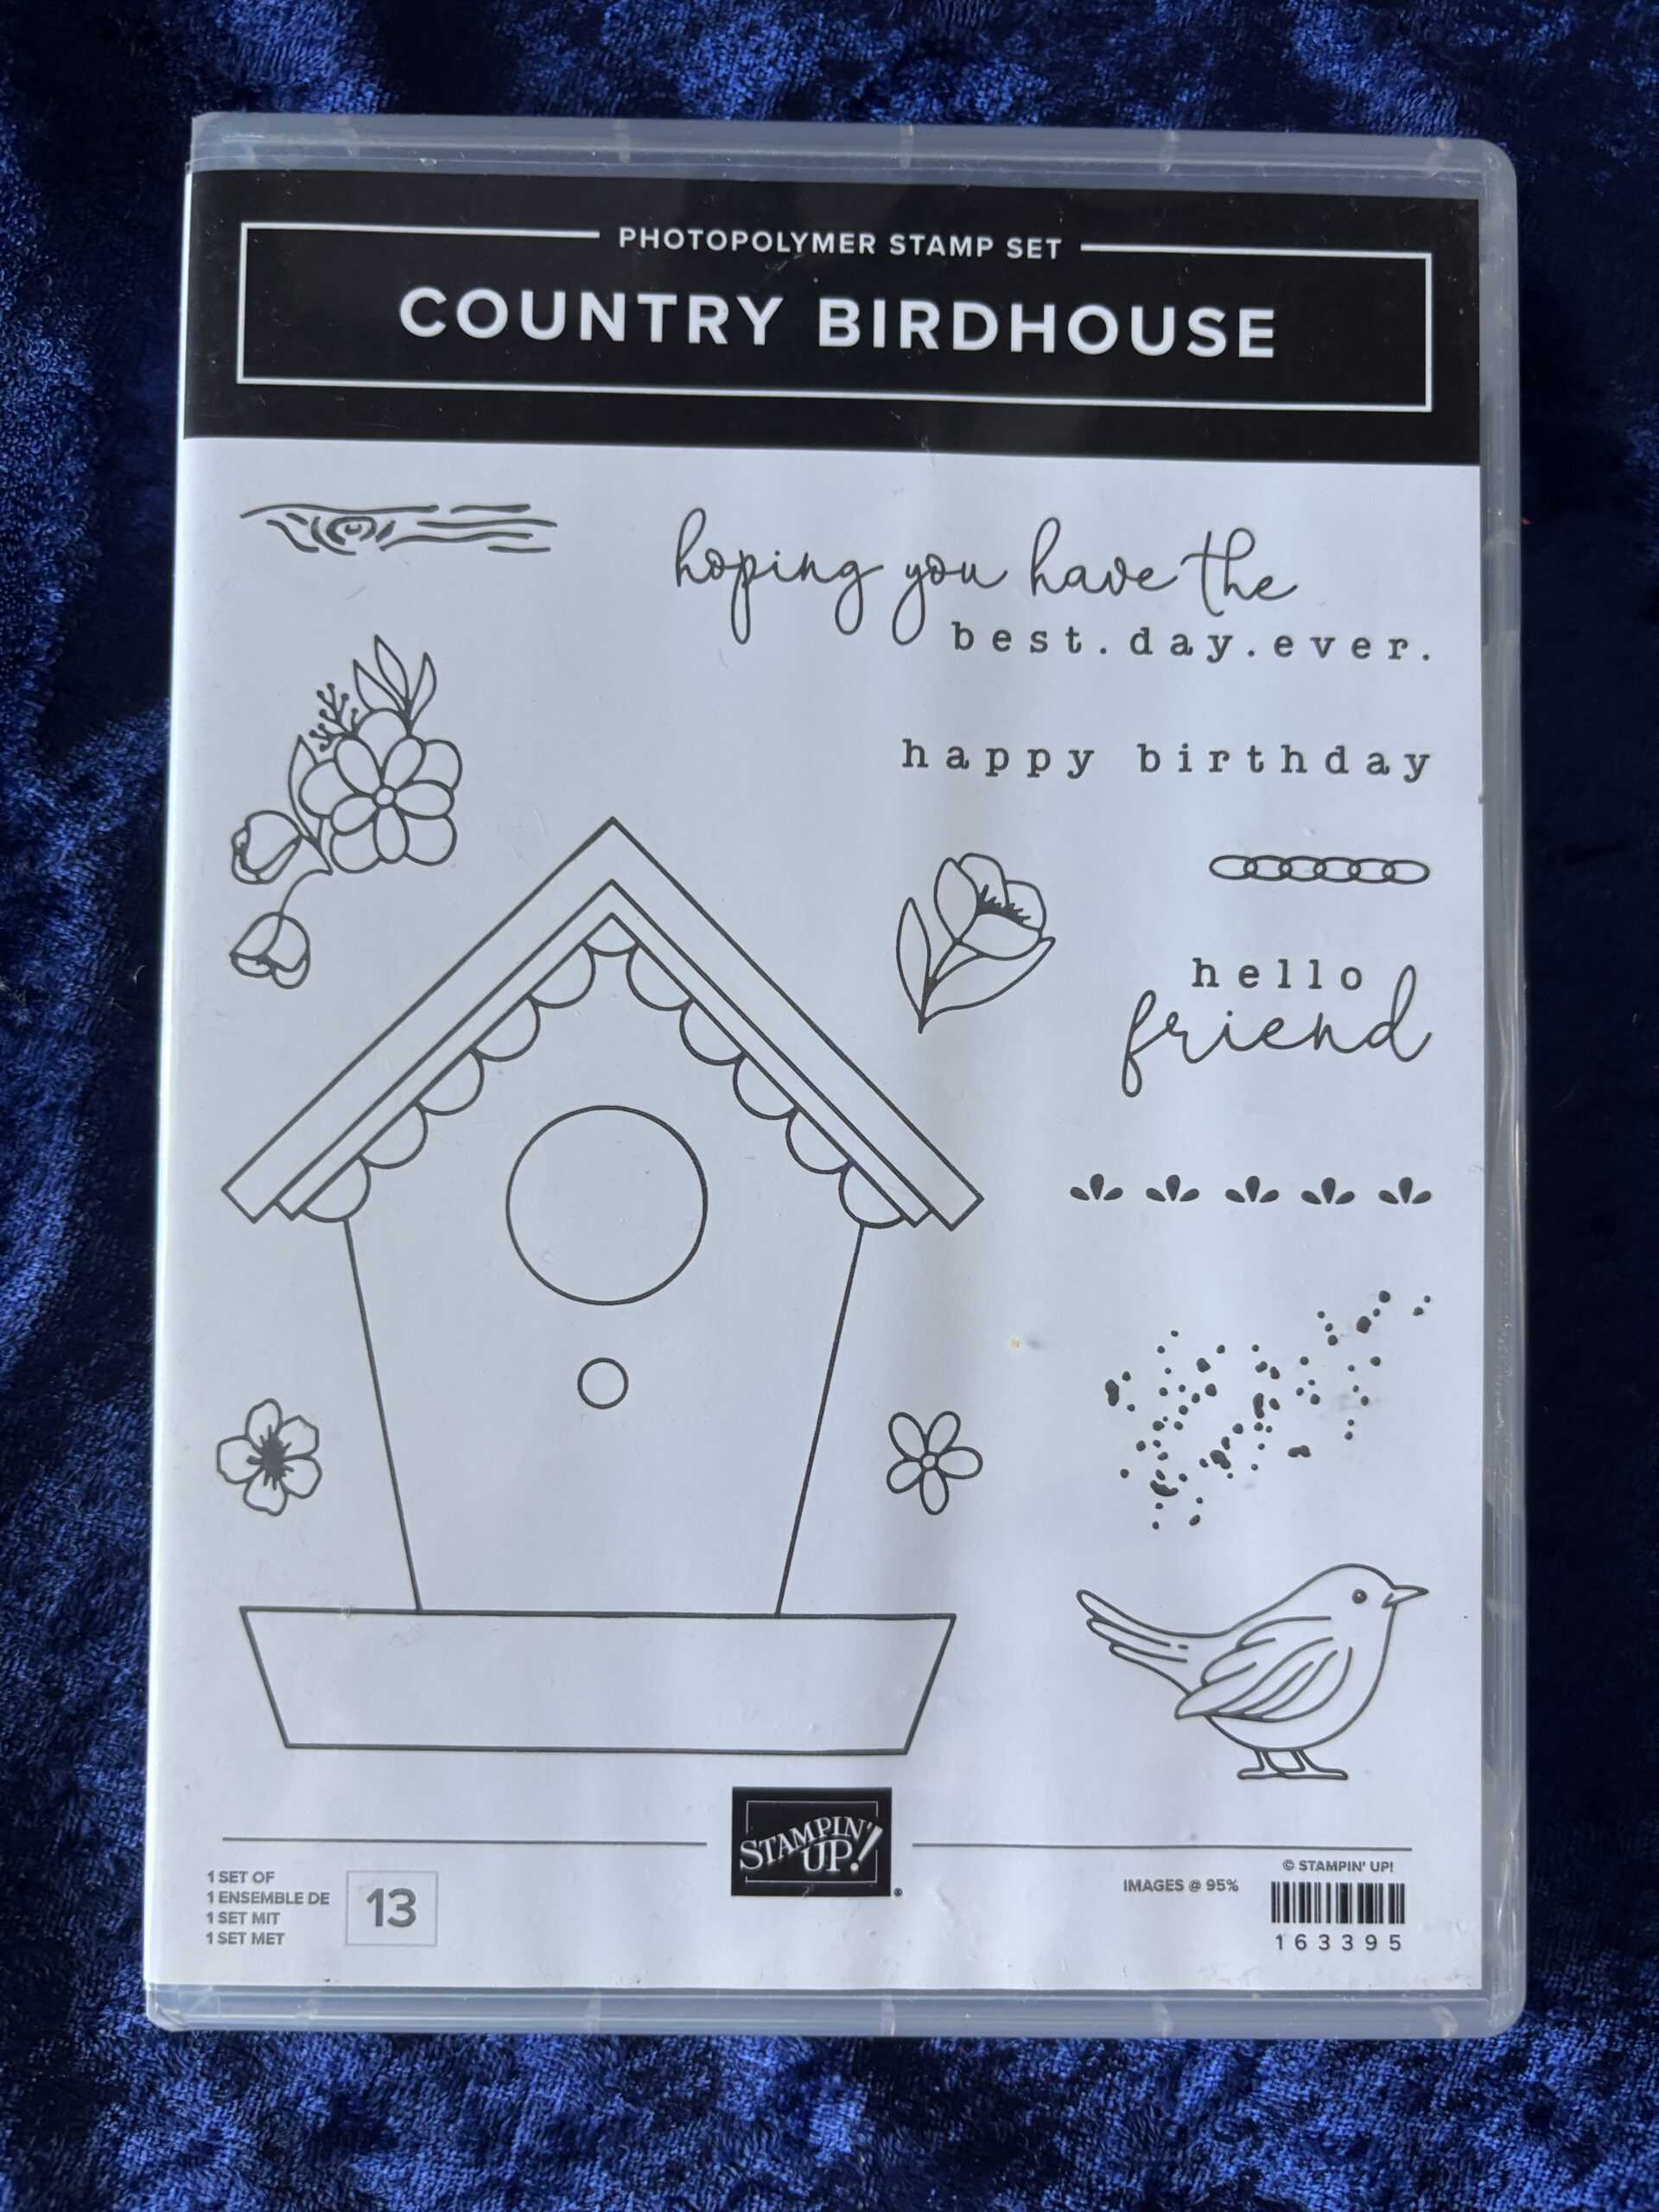 PHOTOPOLYMER STAMP SET
COUNTRY BIRDHOUSE
hoping you have the
best.day.ever.
happy birthday
hello
friend
1 SET OF
1 ENSEMBLE DE
1 SET MIT
1 SET MET
13
STAMPIN'
UP!
®
IMAGES @ 95%
© STAMPIN' UP!
163395